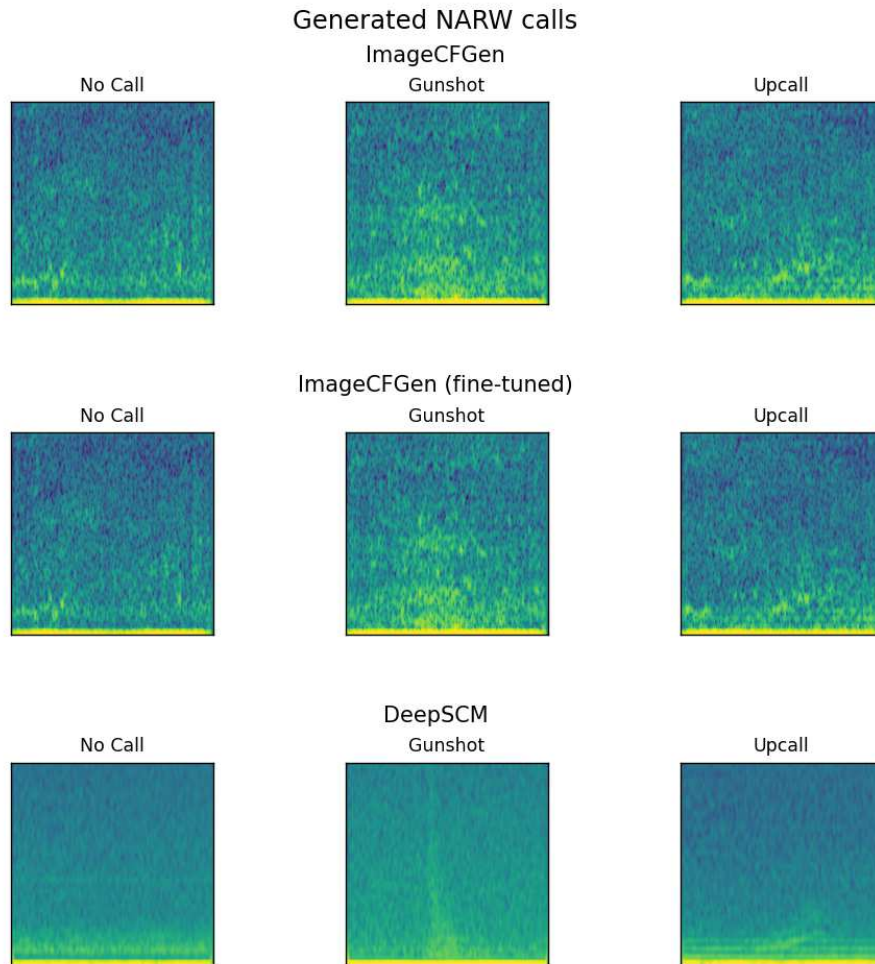 Generated NARW calls
ImageCFGen
No Call Gunshot Upcall
ImageCFGen (fine-tuned)
No Call Gunshot Upcall
DeepSCM
No Call Gunshot Upcall